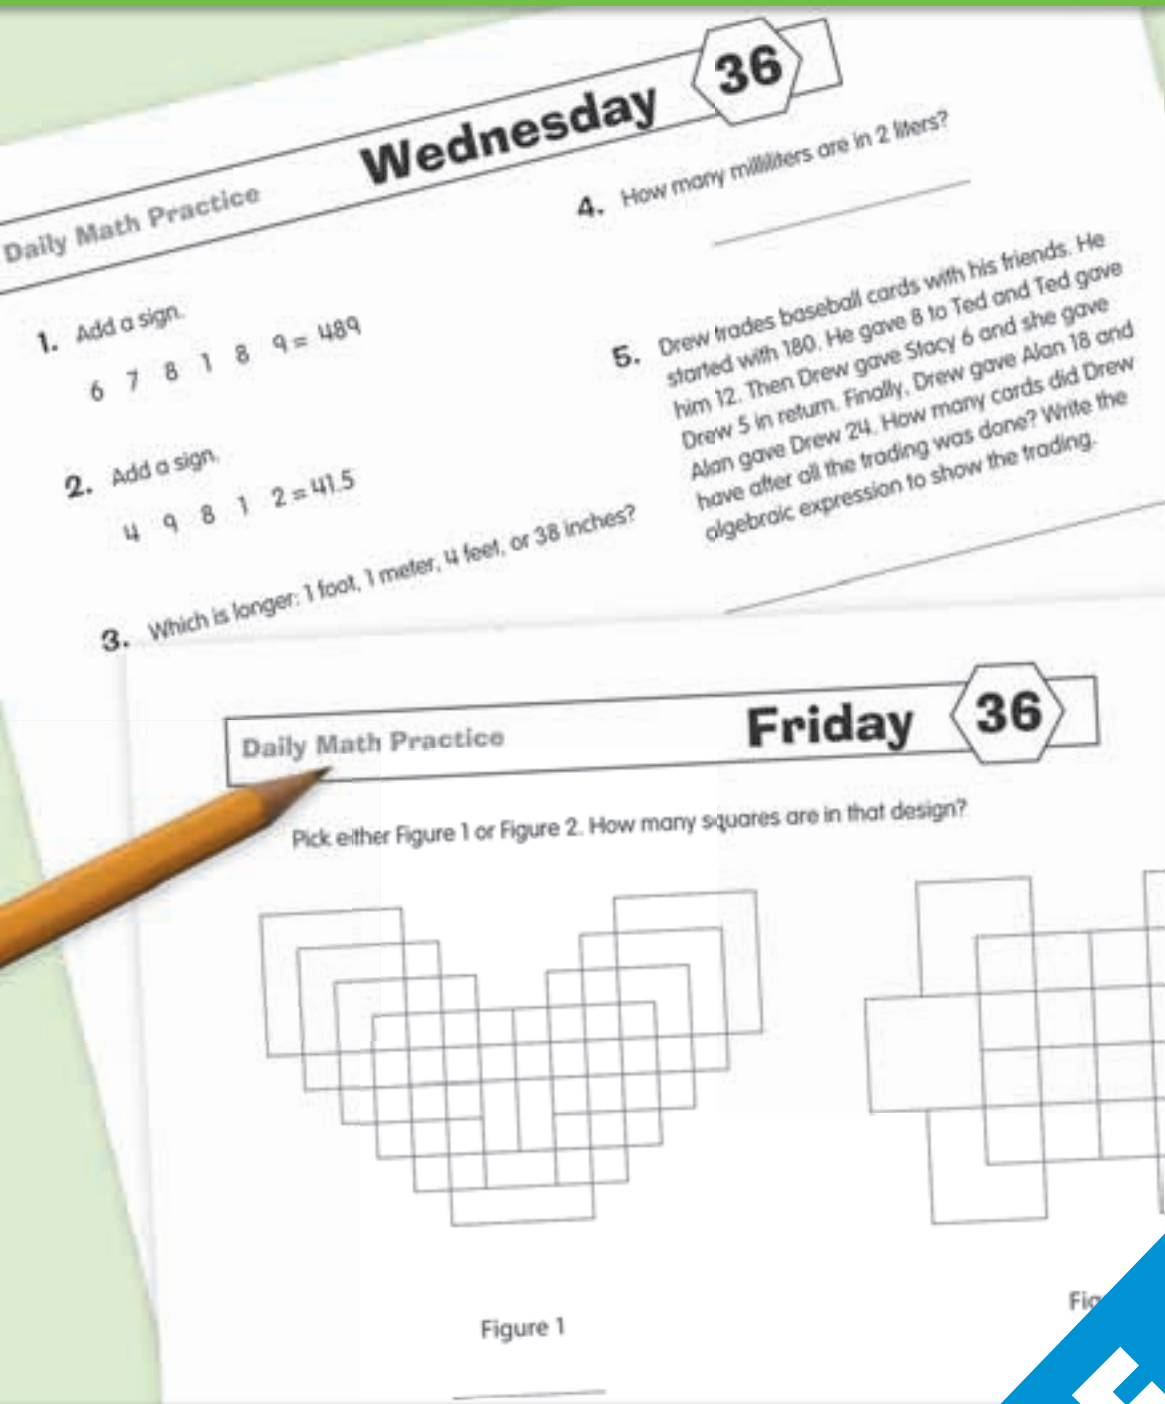 Daily Math Practice Wednesday 36
1. Add a sign.
6 7 8 1 8 9 = 489
2. Add a sign.
4 9 8 1 2 = 41.5
3. Which is longer: 1 foot, 1 meter, 4 feet, or 38 inches?
4. How many milliliters are in 2 liters?
5. Drew trades baseball cards with his friends. He
started with 180. He gave 8 to Ted and Ted gave
him 12. Then Drew gave Stacy 6 and she gave
Drew 5 in return. Finally, Drew gave Alan 18 and
Alan gave Drew 24. How many cards did Drew
have after all the trading was done? Write the
algebraic expression to show the trading.
Daily Math Practice Friday 36
Pick either Figure 1 or Figure 2. How many squares are in that design?
Figure 1